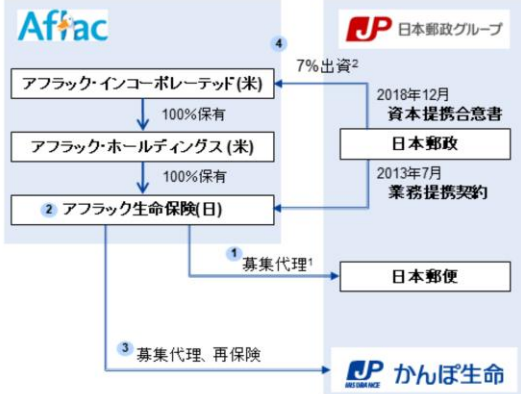 Aflac
JP 日本郵政グループ
4
7%出資2
アフラック・インコーポレーテッド(米)
2018年12月
資本提携合意書
100%保有
アフラック・ホールディングス(米)
日本郵政
100%保有
2013年7月
業務提携契約
2 アフラック生命保険(日)
1 募集代理1
日本郵便
3 募集代理、再保険
JP INSURANCE かんぽ生命